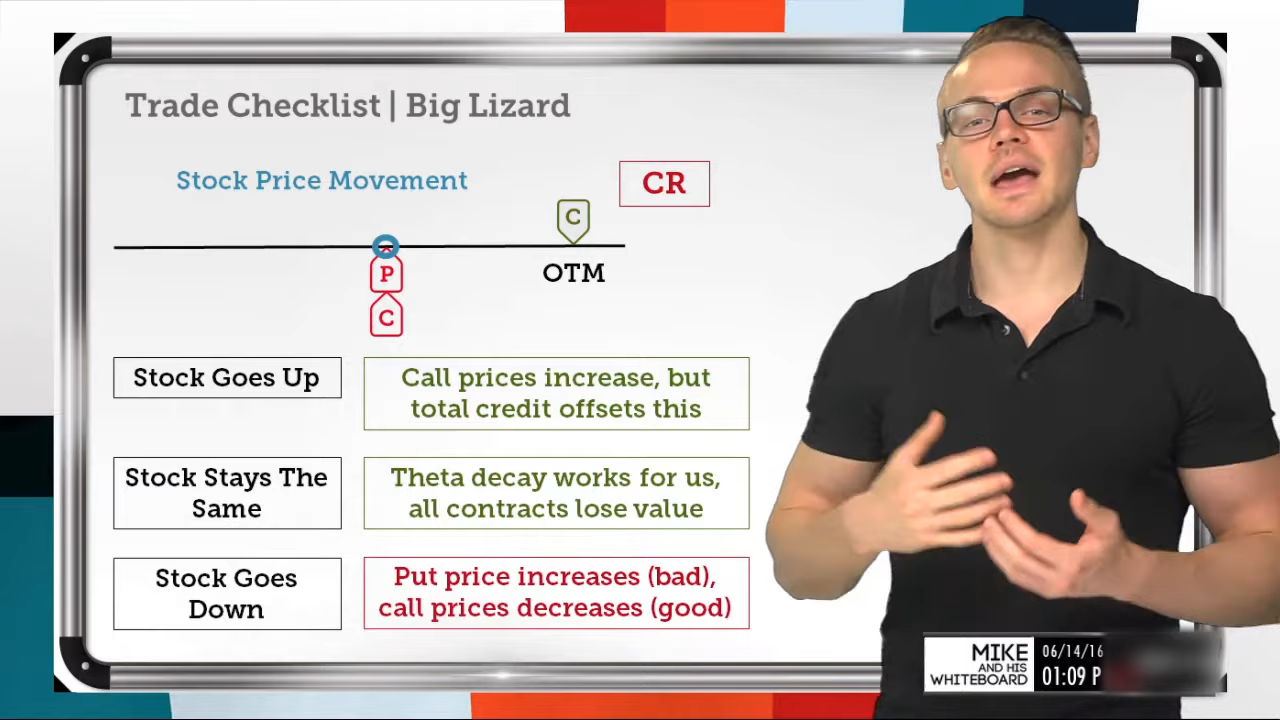 Trade Checklist | Big Lizard
Stock Price Movement
CR
C
OTM
P
C
Stock Goes Up
Call prices increase, but
total credit offsets this
Stock Stays The
Same
Theta decay works for us,
all contracts lose value
Stock Goes
Down
Put price increases (bad),
call prices decreases (good)
MIKE
AND HIS
WHITEBOARD
06/14/16
01:09 P